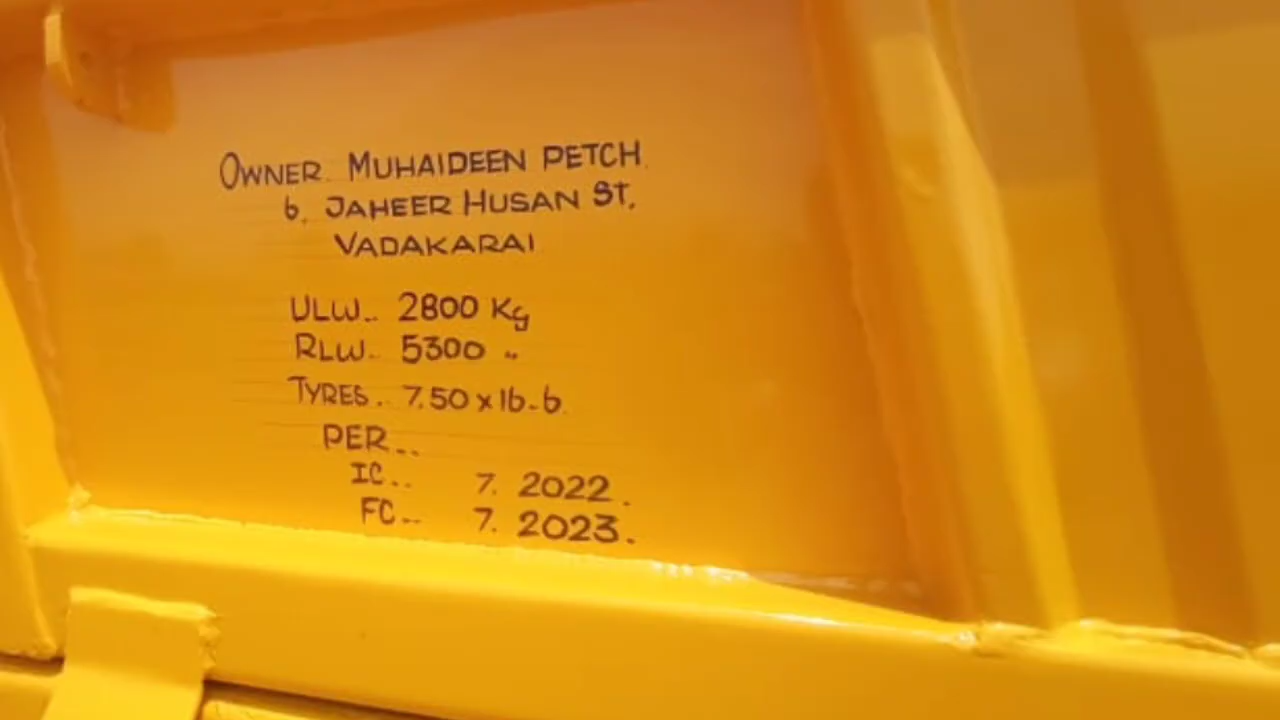 OWNER. MUHAIDEEN PETCH.
6, JAHEER HUSAN ST,
VADAKARAI
ULW.. 2800 Kg
RLW.. 5300 "
TYRES. 7.50 x 16-6.
PER...
IC.. 7. 2022.
FC... 7. 2023.